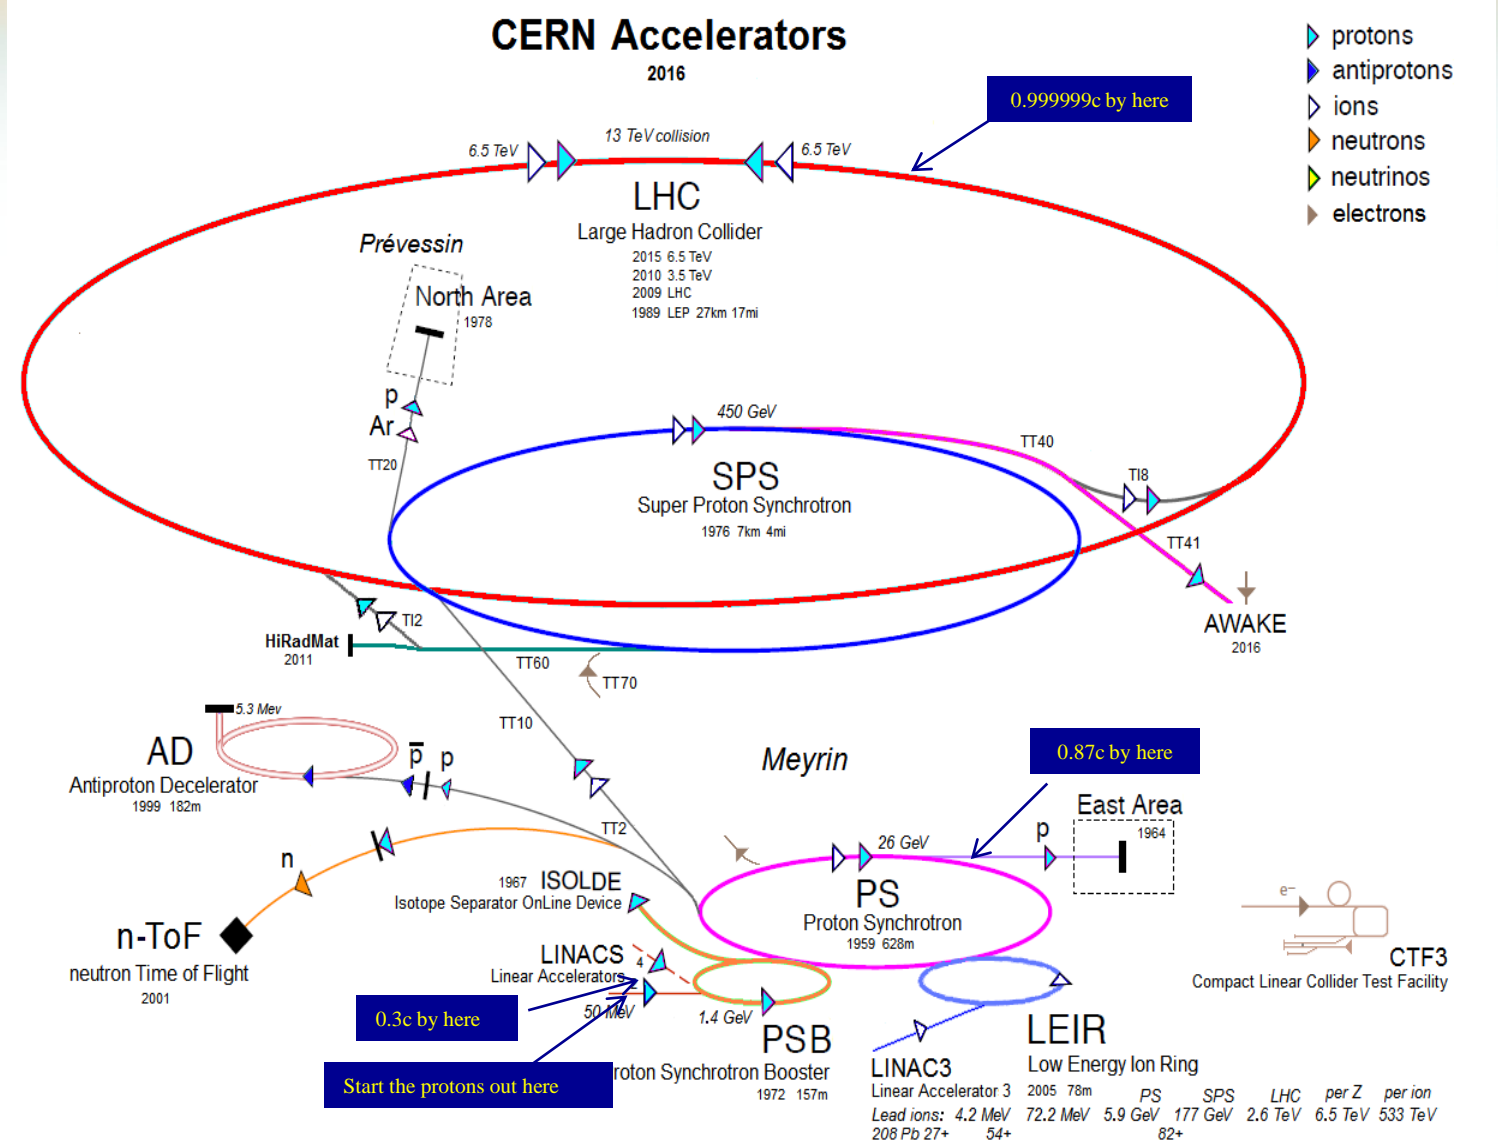 CERN Accelerators
2016
protons
antiprotons
ions
neutrons
neutrinos
electrons
0.999999c by here
6.5 TeV
13 TeV collision
6.5 TeV
LHC
Large Hadron Collider
2015 6.5 TeV
2010 3.5 TeV
2009 LHC
1989 LEP 27km 17mi
Prévessin
North Area
1978
p
Ar
TT20
450 GeV
TT40
SPS
Super Proton Synchrotron
1976 7km 4mi
TI8
TT41
AWAKE
2016
TI2
HiRadMat
2011
TT60
TT70
TT10
5.3 Mev
AD
Antiproton Decelerator
1999 182m
p̅ p
Meyrin
0.87c by here
East Area
1964
p
TT2
26 GeV
n
1967 ISOLDE
Isotope Separator OnLine Device
PS
Proton Synchrotron
1959 628m
n-ToF
neutron Time of Flight
2001
LINACS
Linear Accelerators
4
50 MeV
1.4 GeV
0.3c by here
PSB
roton Synchrotron Booster
1972 157m
Start the protons out here
e−
CTF3
Compact Linear Collider Test Facility
LEIR
Low Energy Ion Ring
2005 78m
LINAC3
Linear Accelerator 3
PS SPS LHC per Z per ion
Lead ions: 4.2 MeV 72.2 MeV 5.9 GeV 177 GeV 2.6 TeV 6.5 TeV 533 TeV
208 Pb 27+ 54+ 82+